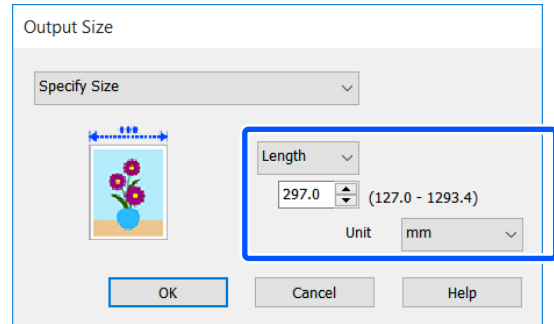 Output Size
Specify Size
Length
297.0 (127.0 - 1293.4)
Unit mm
OK Cancel Help